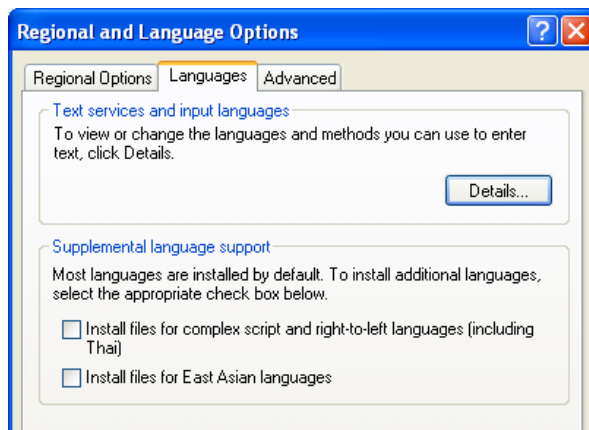 Regional and Language Options
Regional Options Languages Advanced
Text services and input languages
To view or change the languages and methods you can use to enter
text, click Details.
Details...
Supplemental language support
Most languages are installed by default. To install additional languages,
select the appropriate check box below.
Install files for complex script and right-to-left languages (including
Thai)
Install files for East Asian languages